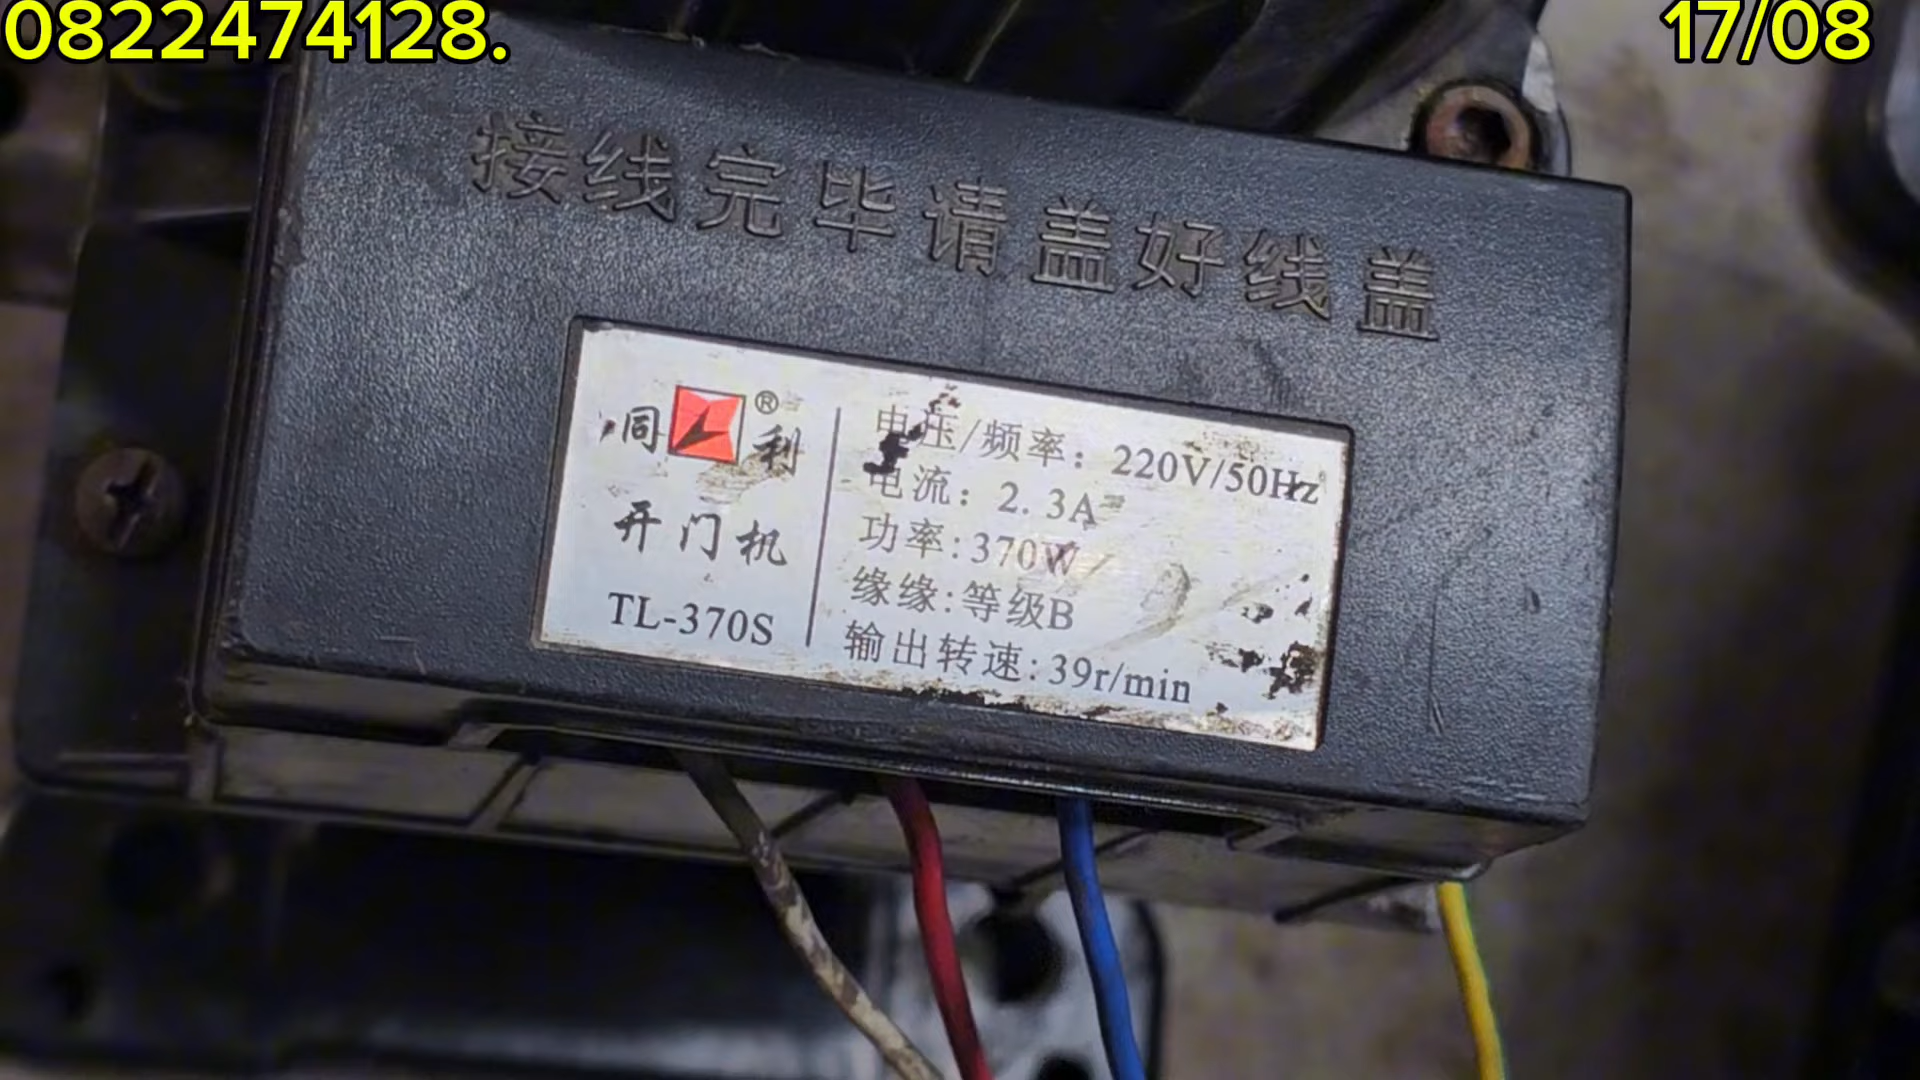 0822474128.
17/08
接线完毕请盖好线盖
同利®
开门机
TL-370S
电压/频率: 220V/50Hz
电流: 2.3A
功率:370W
缘缘:等级B
输出转速:39r/min